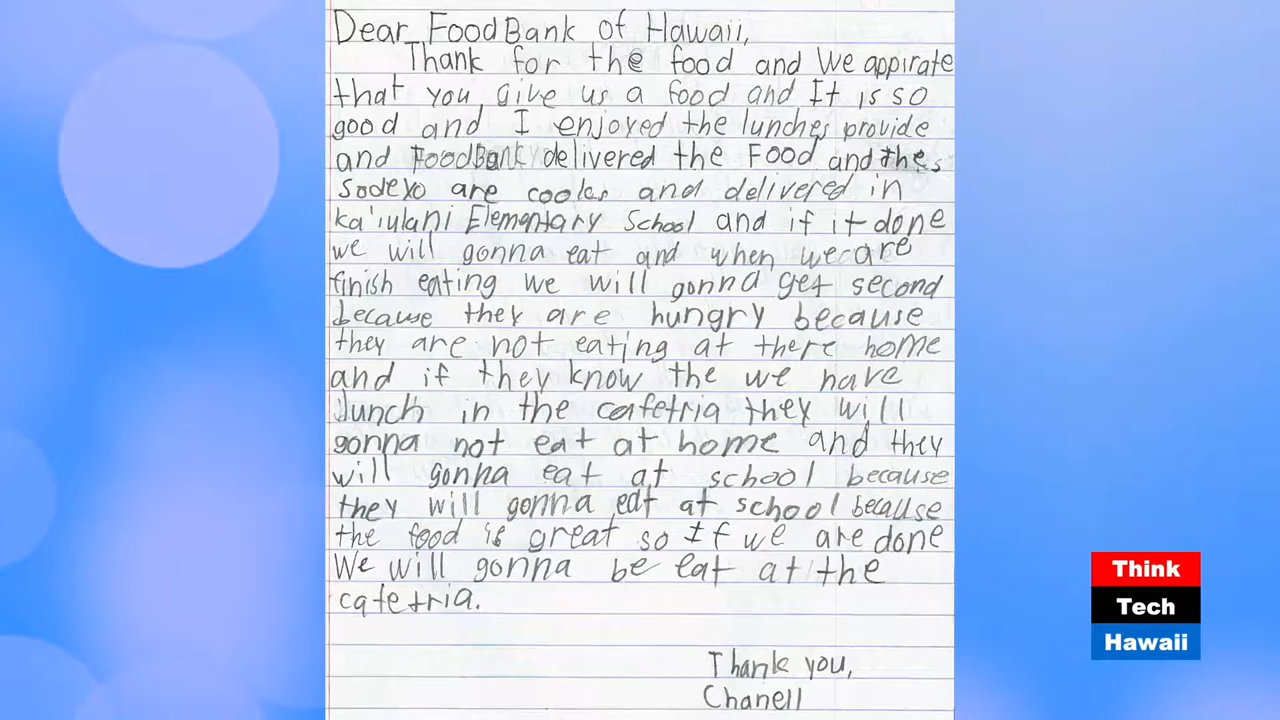 Dear FoodBank of Hawaii,
Thank for the food and We appirate
that you give us a food and It is so
good and I enjoyed the lunches provide
and FoodBank delivered the Food and the
Sodexo are cooks and delivered in
ka'iulani Elementary School and if it done
we will gonna eat and when we are
finish eating we will gonna get second
because they are hungry because
they are not eating at there home
and if they know the we have
lunch in the cafetria they will
gonna not eat at home and they
will gonna eat at school because
they will gonna eat at school because
the food is great so If we are done
We will gonna be eat at the
cafetria.
Thank you,
Chanell
Think
Tech
Hawaii